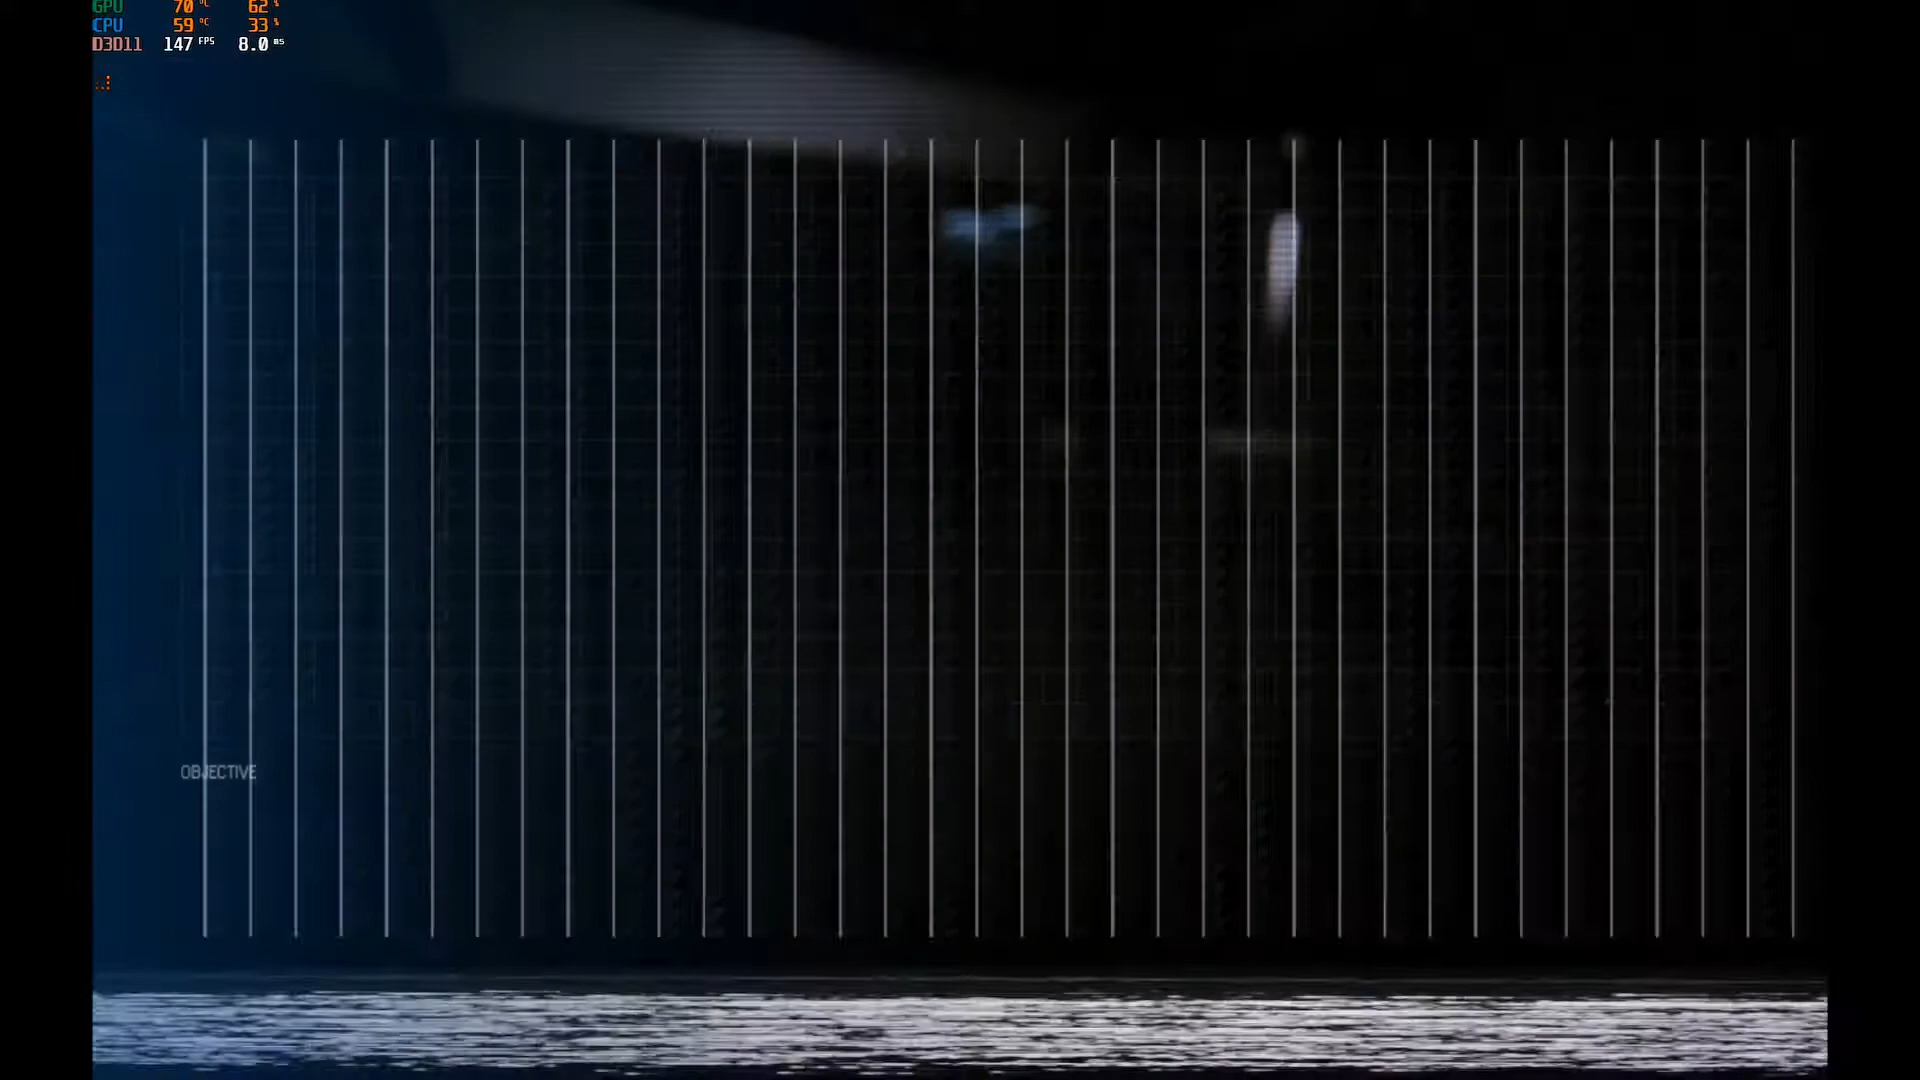 GPU 70 °C 62 %
CPU 59 °C 33 %
D3D11 147 FPS 8.0 ms
OBJECTIVE